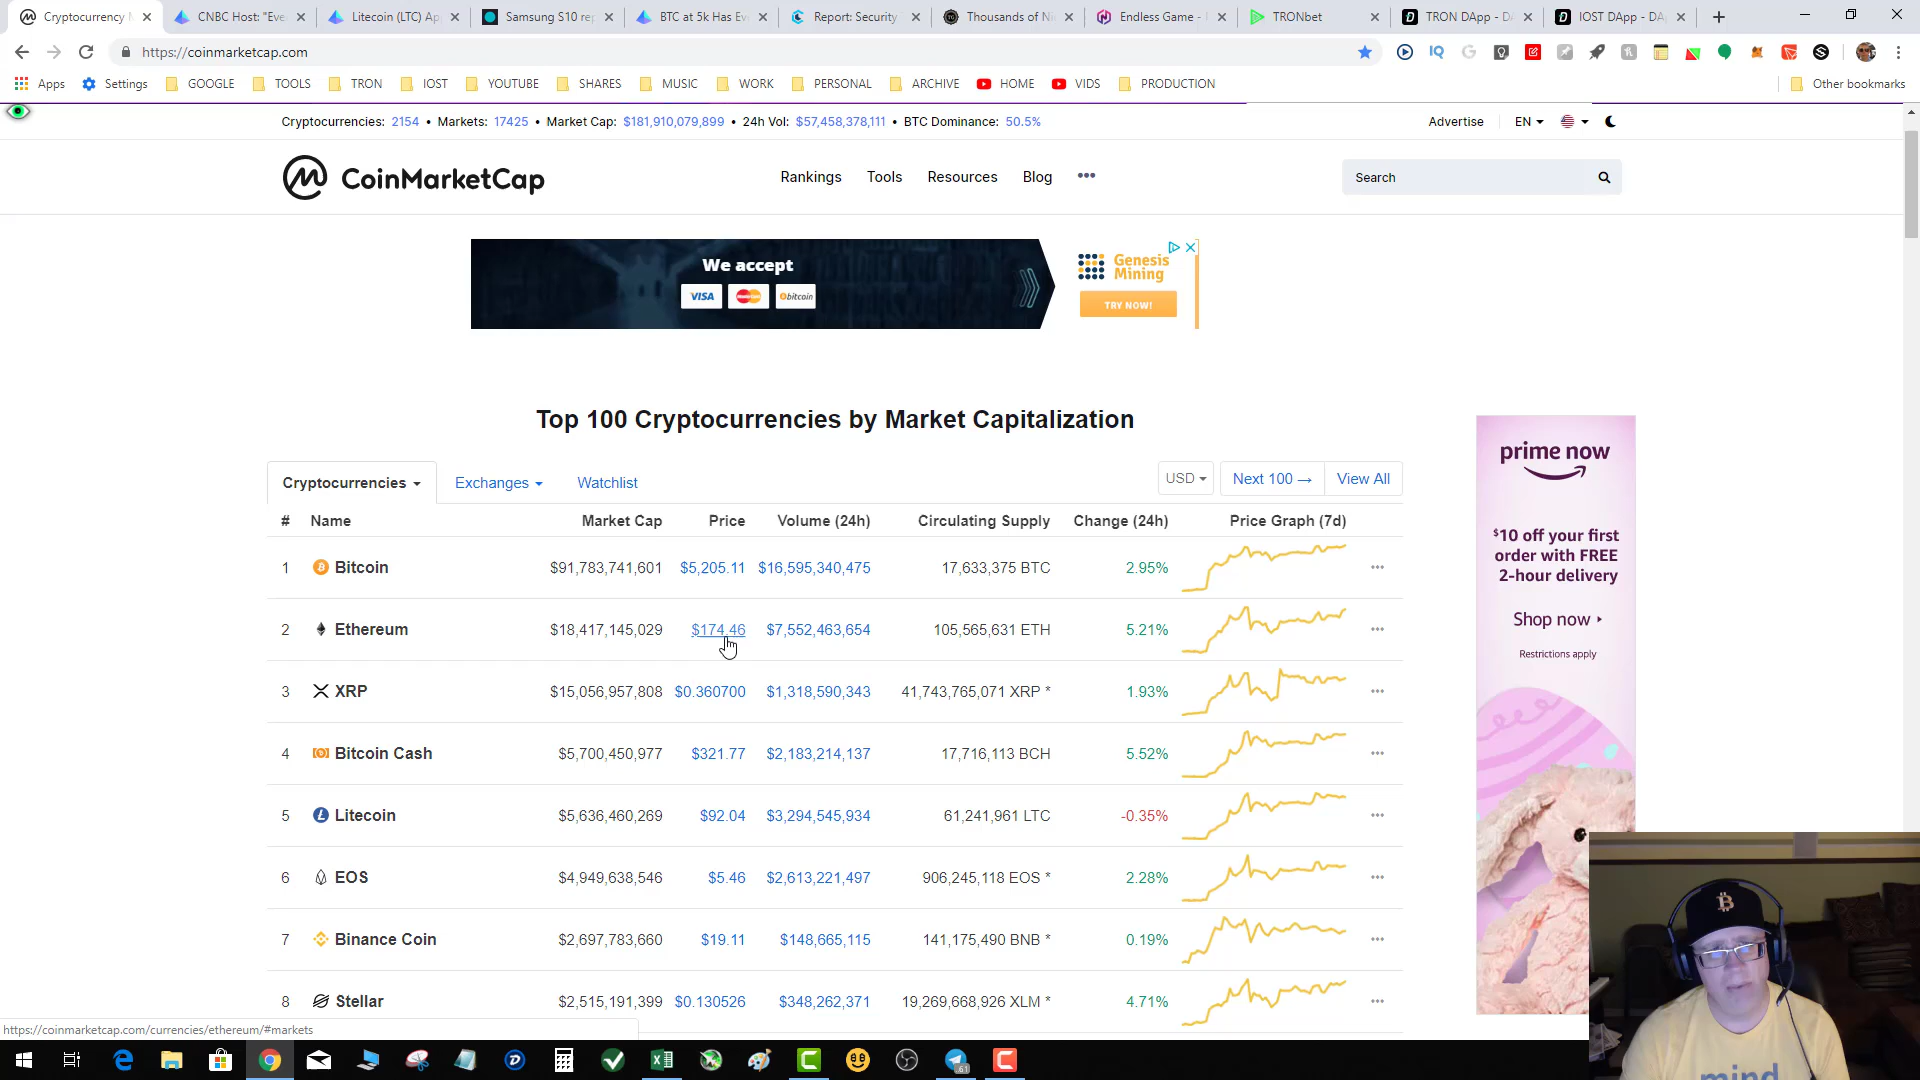 Cryptocurrency M
CNBC Host: "Eve
Litecoin (LTC) Ap
Samsung S10 rep
BTC at 5k Has Ev
Report: Security
Thousands of Ni
Endless Game -
TRONbet
TRON DApp - D
IOST DApp - DA
https://coinmarketcap.com
Apps
Settings
GOOGLE
TOOLS
TRON
IOST
YOUTUBE
SHARES
MUSIC
WORK
PERSONAL
ARCHIVE
HOME
VIDS
PRODUCTION
Other bookmarks
Cryptocurrencies: 2154 • Markets: 17425 • Market Cap: $181,910,079,899 • 24h Vol: $57,458,378,111 • BTC Dominance: 50.5%
Advertise
EN
CoinMarketCap
Rankings
Tools
Resources
Blog
Search
We accept
VISA
bitcoin
Genesis
Mining
TRY NOW!
Top 100 Cryptocurrencies by Market Capitalization
Cryptocurrencies
Exchanges
Watchlist
USD
Next 100 →
View All
# Name Market Cap Price Volume (24h) Circulating Supply Change (24h) Price Graph (7d)
1 Bitcoin $91,783,741,601 $5,205.11 $16,595,340,475 17,633,375 BTC 2.95%
2 Ethereum $18,417,145,029 $174.46 $7,552,463,654 105,565,631 ETH 5.21%
3 XRP $15,056,957,808 $0.360700 $1,318,590,343 41,743,765,071 XRP * 1.93%
4 Bitcoin Cash $5,700,450,977 $321.77 $2,183,214,137 17,716,113 BCH 5.52%
5 Litecoin $5,636,460,269 $92.04 $3,294,545,934 61,241,961 LTC -0.35%
6 EOS $4,949,638,546 $5.46 $2,613,221,497 906,245,118 EOS * 2.28%
7 Binance Coin $2,697,783,660 $19.11 $148,665,115 141,175,490 BNB * 0.19%
8 Stellar $2,515,191,399 $0.130526 $348,262,371 19,269,668,926 XLM * 4.71%
prime now
$10 off your first
order with FREE
2-hour delivery
Shop now
Restrictions apply
https://coinmarketcap.com/currencies/ethereum/#markets
mind
61